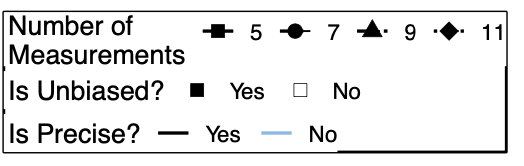 Number of 5 7 9 11
Measurements
Is Unbiased? Yes No
Is Precise? Yes No